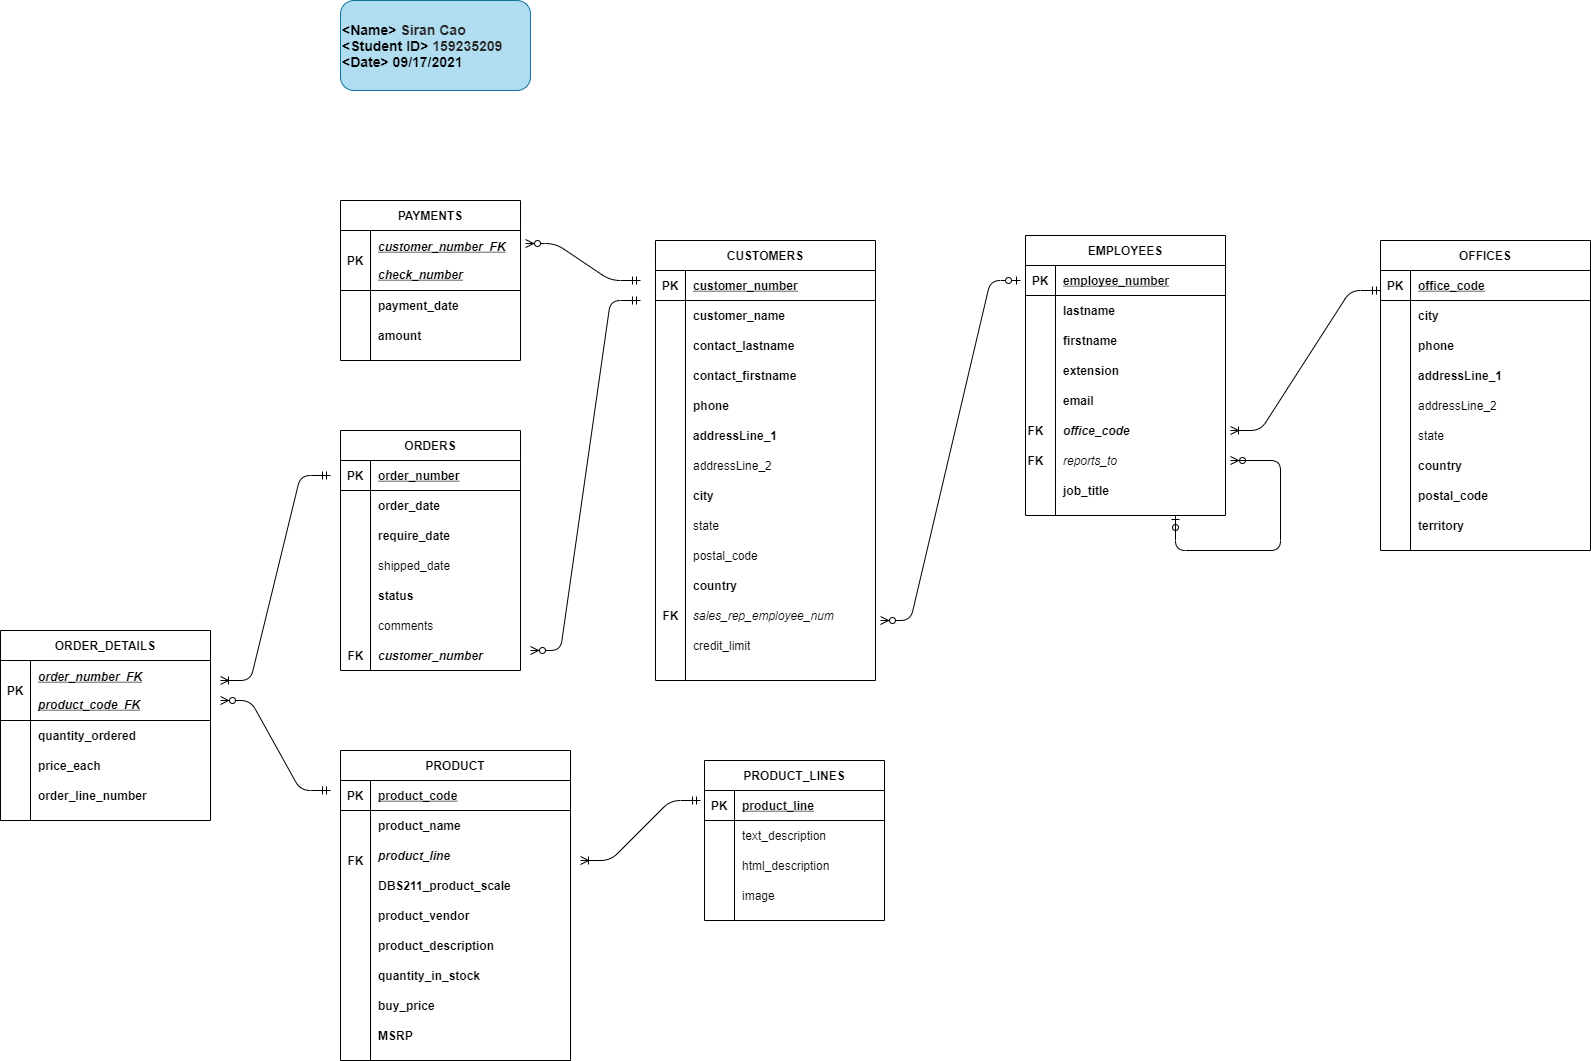 <Name> Siran Cao
<Student ID> 159235209
<Date> 09/17/2021
PAYMENTS
PK
customer_number_FK
check_number
payment_date
amount
CUSTOMERS
PK customer_number
customer_name
contact_lastname
contact_firstname
phone
addressLine_1
addressLine_2
city
state
postal_code
country
FK sales_rep_employee_num
credit_limit
EMPLOYEES
PK employee_number
lastname
firstname
extension
email
FK office_code
FK reports_to
job_title
OFFICES
PK office_code
city
phone
addressLine_1
addressLine_2
state
country
postal_code
territory
ORDERS
PK order_number
order_date
require_date
shipped_date
status
comments
FK customer_number
ORDER_DETAILS
PK
order_number_FK
product_code_FK
quantity_ordered
price_each
order_line_number
PRODUCT
PK product_code
product_name
FK product_line
DBS211_product_scale
product_vendor
product_description
quantity_in_stock
buy_price
MSRP
PRODUCT_LINES
PK product_line
text_description
html_description
image